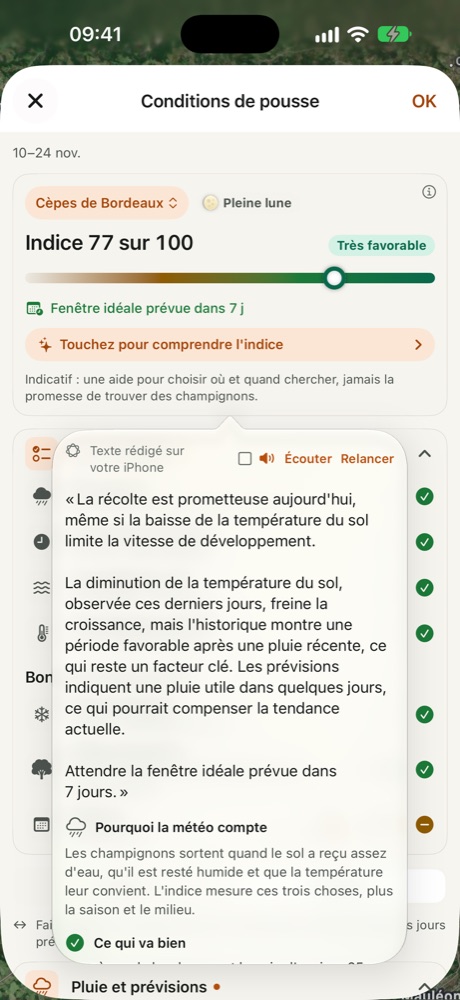 09:41
Conditions de pousse
OK
10–24 nov.
Cèpes de Bordeaux
Pleine lune
Indice 77 sur 100
Très favorable
Fenêtre idéale prévue dans 7 j
Touchez pour comprendre l'indice
Indicatif : une aide pour choisir où et quand chercher, jamais la
promesse de trouver des champignons.
Texte rédigé sur
votre iPhone
Écouter
Relancer
« La récolte est prometteuse aujourd'hui,
même si la baisse de la température du sol
limite la vitesse de développement.
La diminution de la température du sol,
observée ces derniers jours, freine la
croissance, mais l'historique montre une
période favorable après une pluie récente, ce
qui reste un facteur clé. Les prévisions
indiquent une pluie utile dans quelques jours,
ce qui pourrait compenser la tendance
actuelle.
Attendre la fenêtre idéale prévue dans
7 jours. »
Pourquoi la météo compte
Les champignons sortent quand le sol a reçu assez
d'eau, qu'il est resté humide et que la température
leur convient. L'indice mesure ces trois choses, plus
la saison et le milieu.
Ce qui va bien
Bon
Fai
s jours
pré
Pluie et prévisions